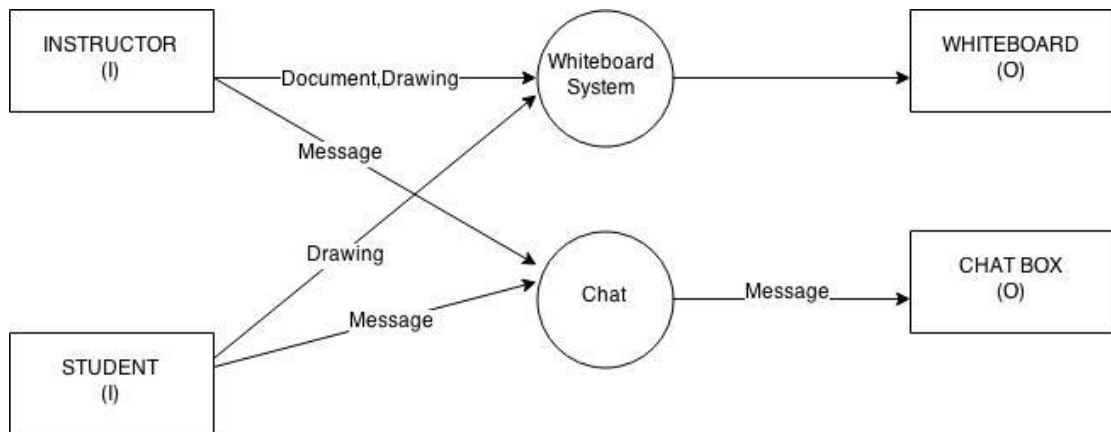 INSTRUCTOR
(I)
Document,Drawing
Whiteboard
System
WHITEBOARD
(O)
Message
Drawing
Message
Chat
Message
CHAT BOX
(O)
STUDENT
(I)